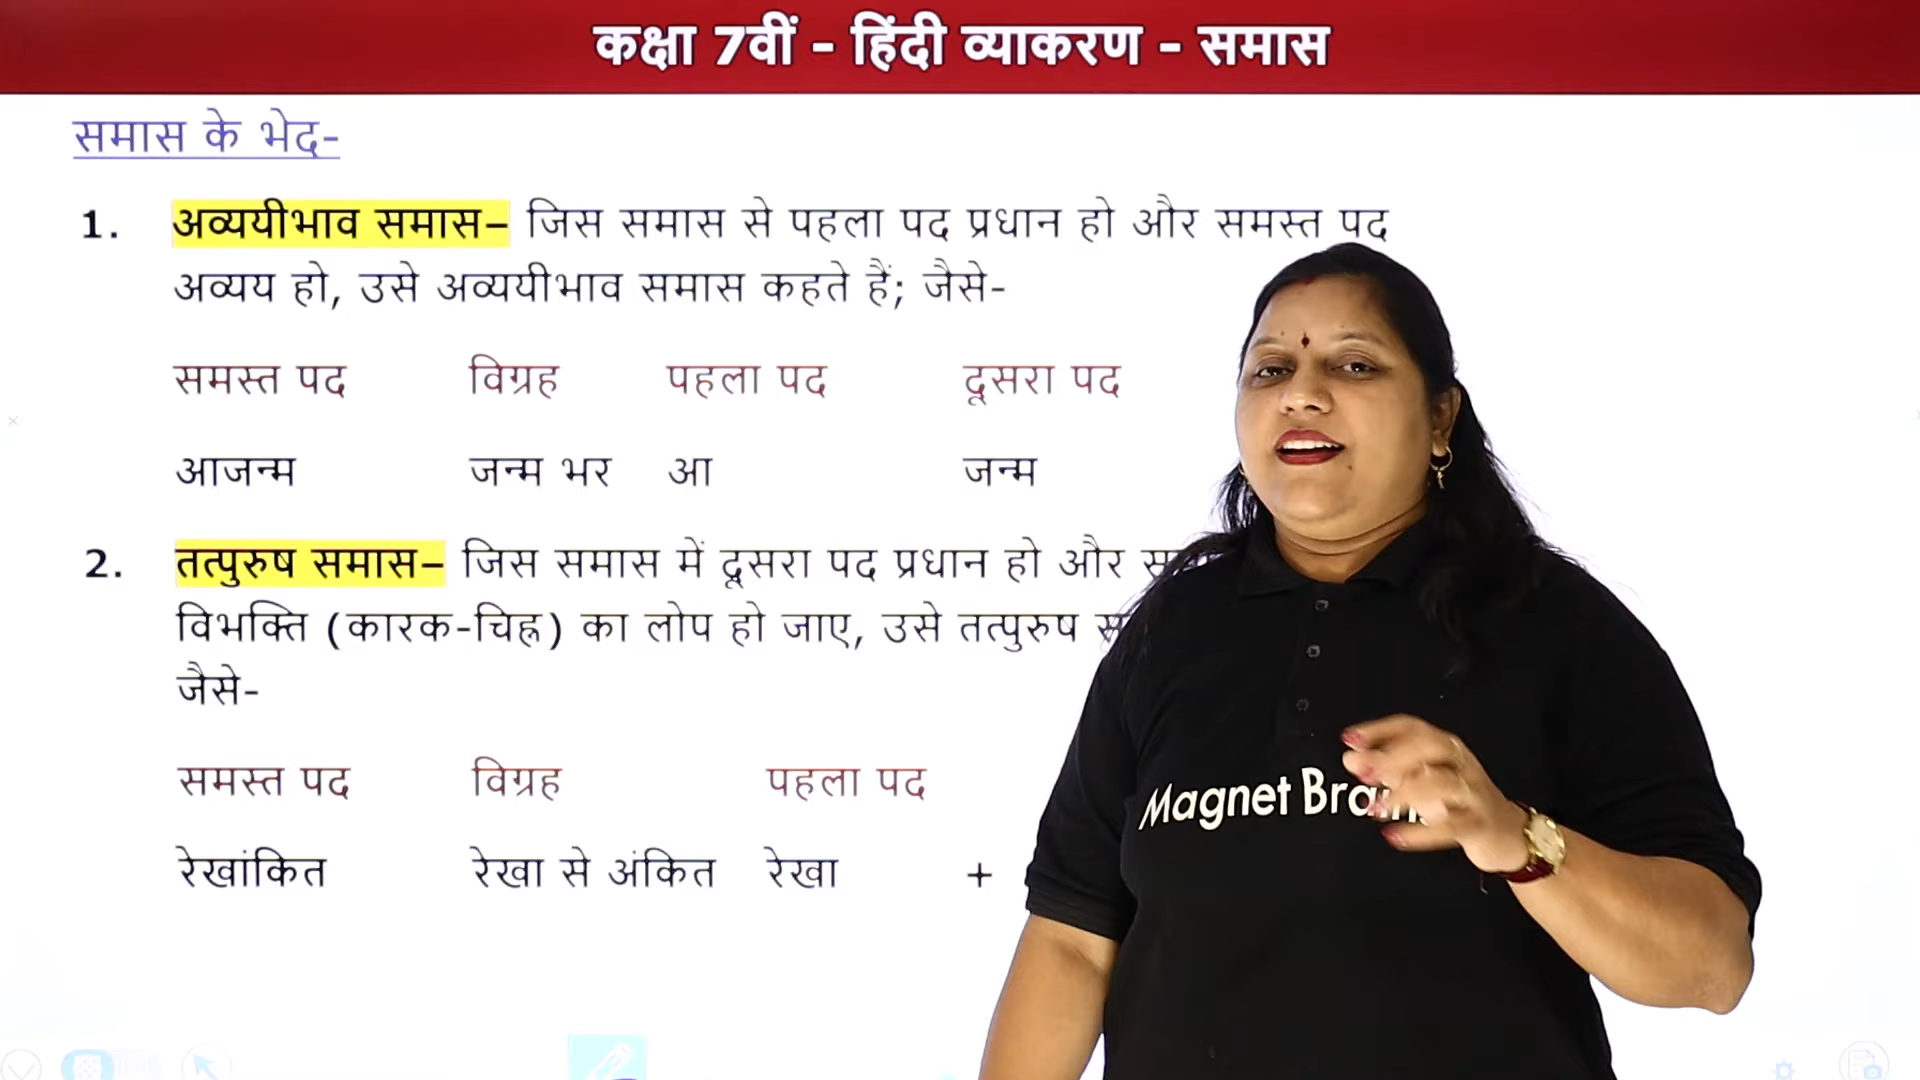 कक्षा 7वीं - हिंदी व्याकरण - समास
समास के भेद-
1. अव्ययीभाव समास– जिस समास से पहला पद प्रधान हो और समस्त पद
अव्यय हो, उसे अव्ययीभाव समास कहते हैं; जैसे-
समस्त पद विग्रह पहला पद दूसरा पद
आजन्म जन्म भर आ जन्म
2. तत्पुरुष समास– जिस समास में दूसरा पद प्रधान हो और
विभक्ति (कारक-चिह्न) का लोप हो जाए, उसे तत्पुरुष
जैसे-
समस्त पद विग्रह पहला पद
रेखांकित रेखा से अंकित रेखा +
Magnet